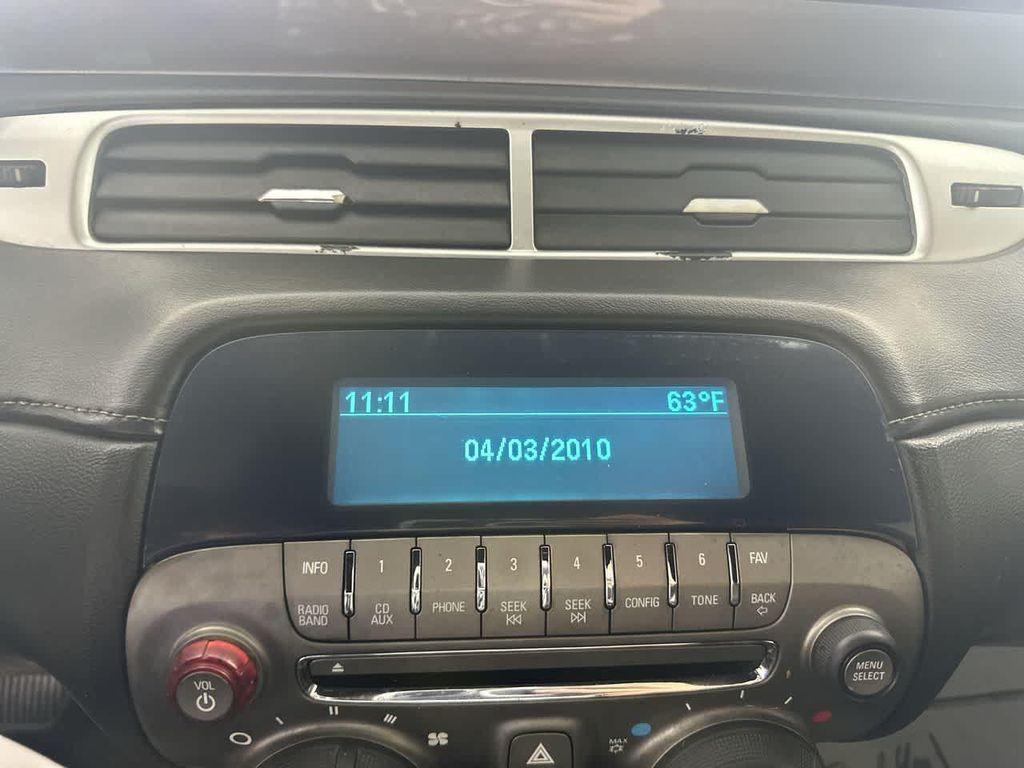 11:11 63°F
04/03/2010
INFO 1 2 3 4 5 6 FAV
RADIO BAND CD AUX PHONE SEEK SEEK CONFIG TONE BACK
VOL
MENU
SELECT
MAX